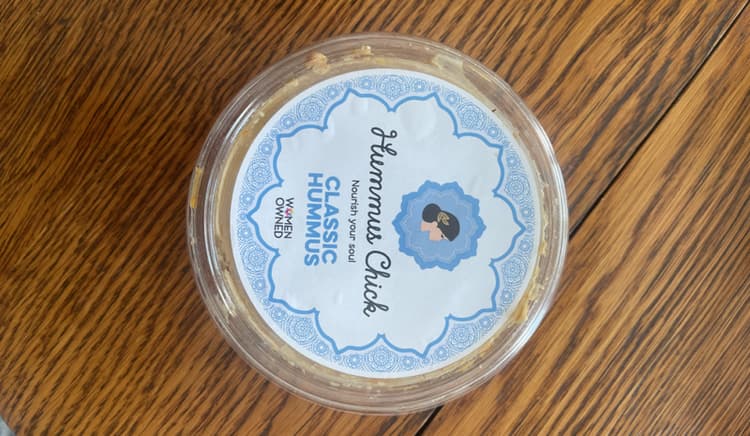 Hummus Chick
Nourish your soul
CLASSIC
HUMMUS
WOMEN
OWNED